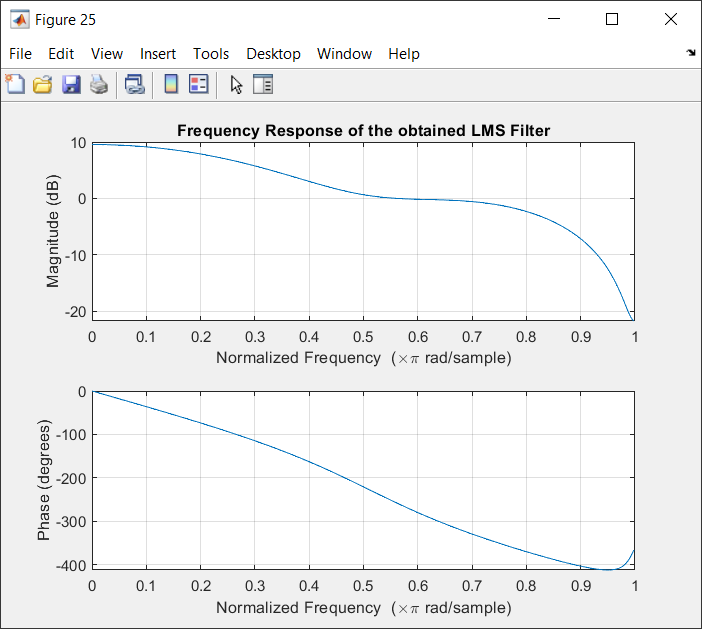 Figure 25
File Edit View Insert Tools Desktop Window Help
Frequency Response of the obtained LMS Filter
Magnitude (dB)
10
0
-10
-20
0 0.1 0.2 0.3 0.4 0.5 0.6 0.7 0.8 0.9 1
Normalized Frequency (×π rad/sample)
Phase (degrees)
0
-100
-200
-300
-400
0 0.1 0.2 0.3 0.4 0.5 0.6 0.7 0.8 0.9 1
Normalized Frequency (×π rad/sample)